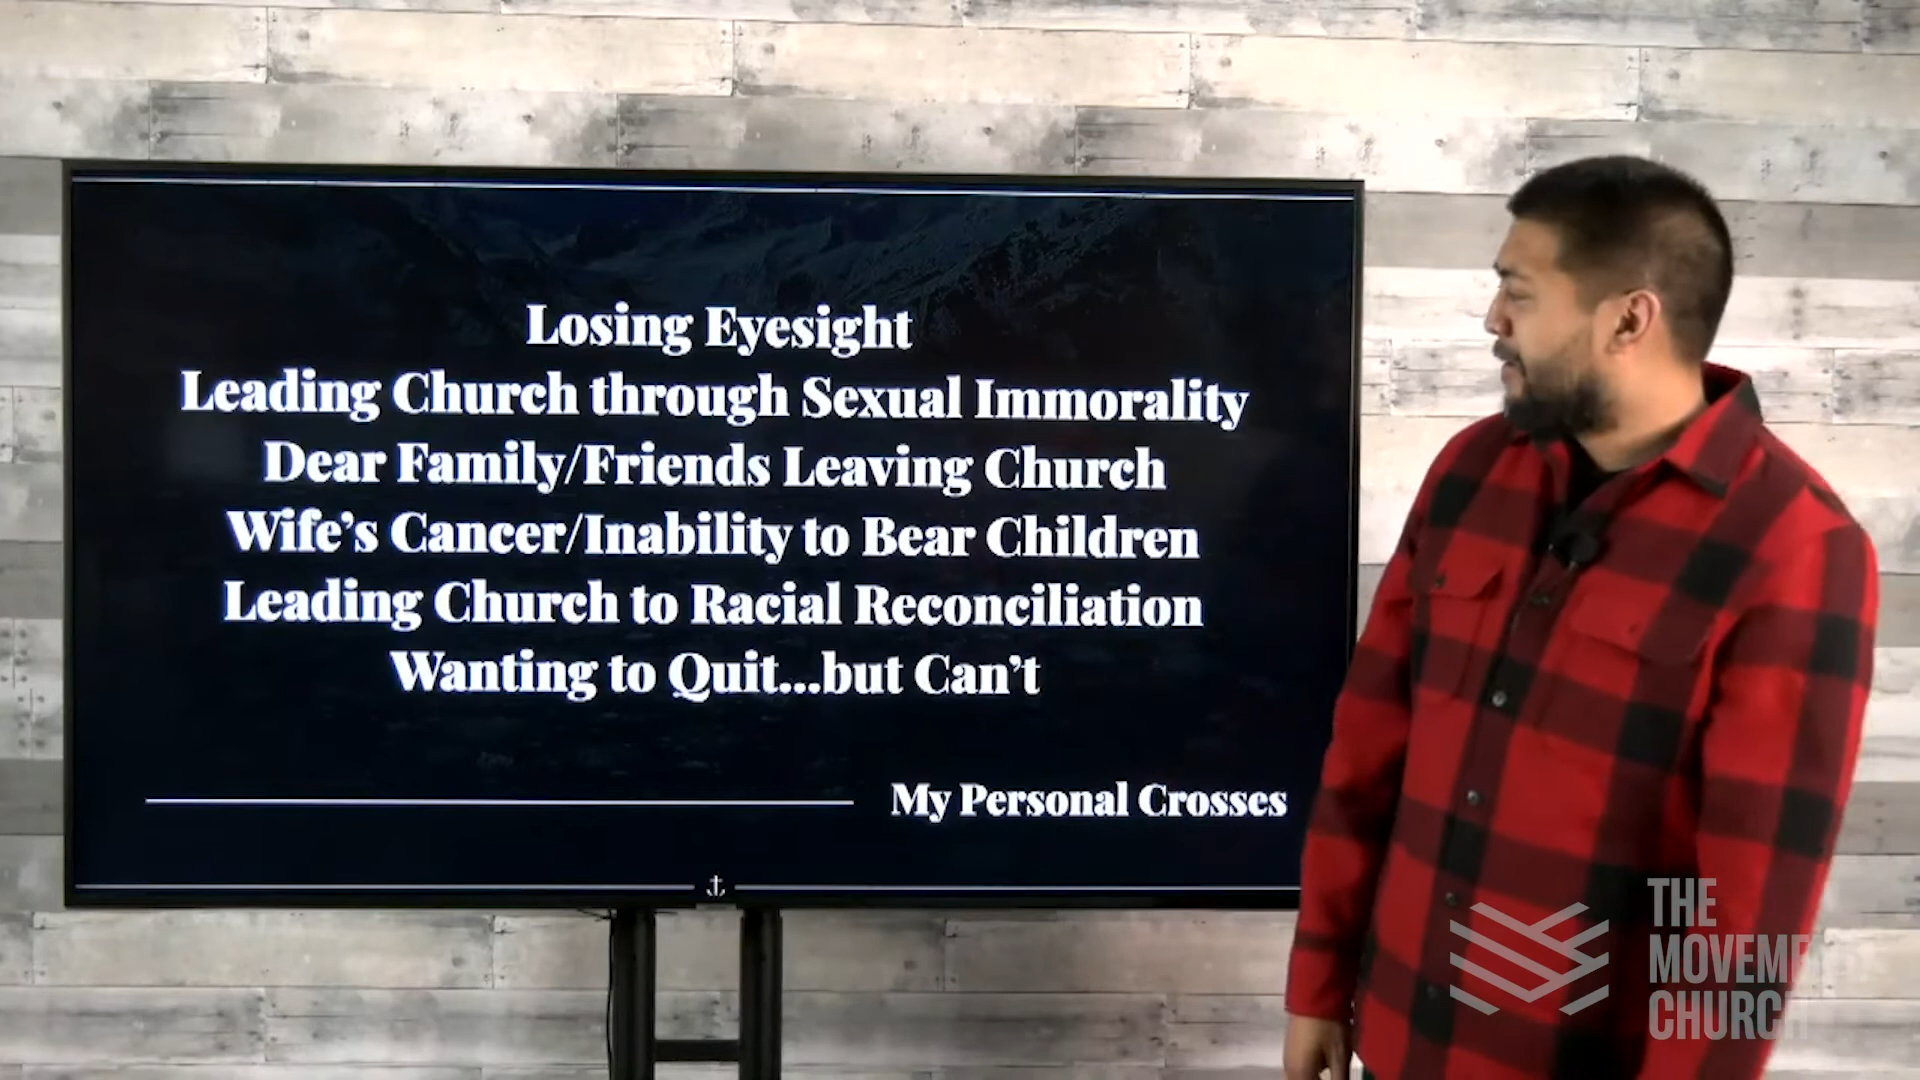 Losing Eyesight
Leading Church through Sexual Immorality
Dear Family/Friends Leaving Church
Wife's Cancer/Inability to Bear Children
Leading Church to Racial Reconciliation
Wanting to Quit...but Can't
My Personal Crosses
THE
MOVEMENT
CHURCH